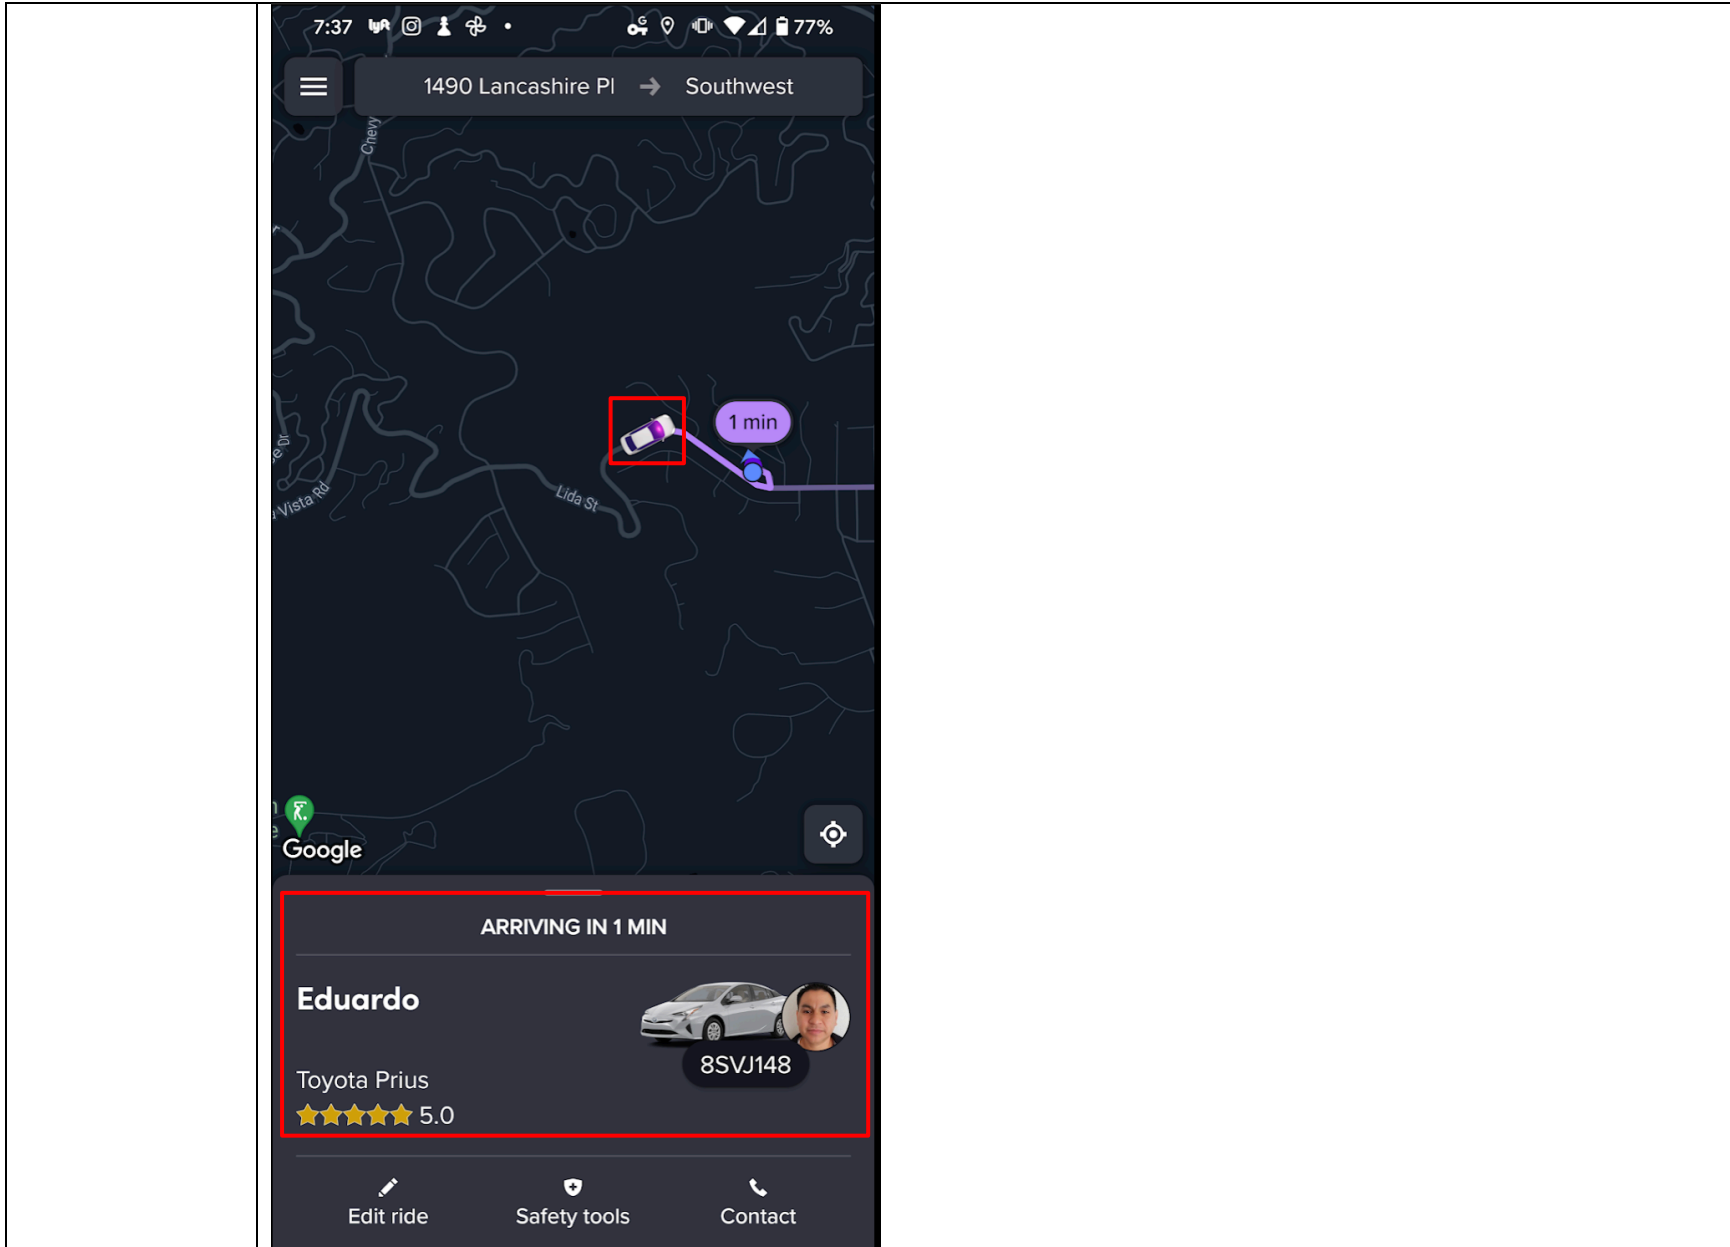 7:37 lyft G 77%
1490 Lancashire Pl → Southwest
Chevy
1 min
Lida St
Vista Rd
Google
ARRIVING IN 1 MIN
Eduardo
8SVJ148
Toyota Prius
5.0
Edit ride Safety tools Contact